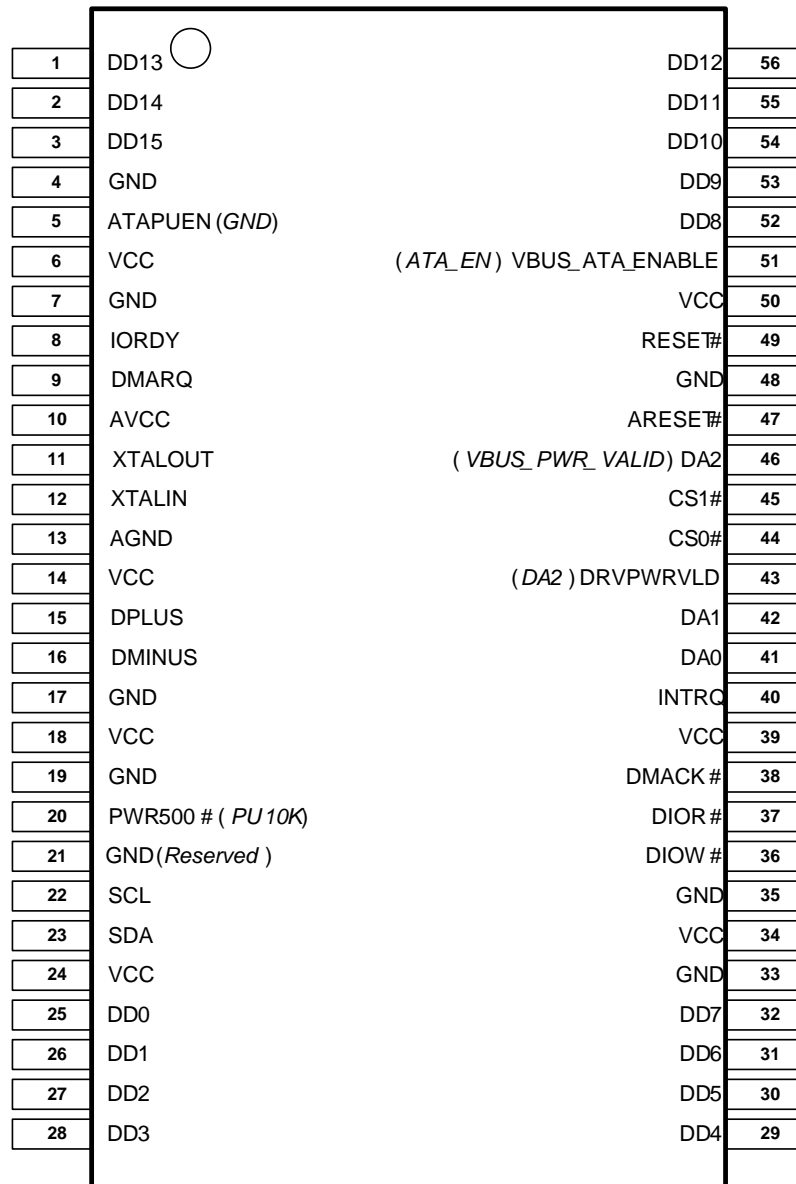 1 DD13 DD12 56
2 DD14 DD11 55
3 DD15 DD10 54
4 GND DD9 53
5 ATAPUEN (GND) DD8 52
6 VCC (ATA_EN) VBUS_ATA_ENABLE 51
7 GND VCC 50
8 IORDY RESET# 49
9 DMARQ GND 48
10 AVCC ARESET# 47
11 XTALOUT (VBUS_PWR_VALID) DA2 46
12 XTALIN CS1# 45
13 AGND CS0# 44
14 VCC (DA2) DRVPWRVLD 43
15 DPLUS DA1 42
16 DMINUS DA0 41
17 GND INTRQ 40
18 VCC VCC 39
19 GND DMACK # 38
20 PWR500 # ( PU 10K) DIOR # 37
21 GND (Reserved ) DIOW # 36
22 SCL GND 35
23 SDA VCC 34
24 VCC GND 33
25 DD0 DD7 32
26 DD1 DD6 31
27 DD2 DD5 30
28 DD3 DD4 29